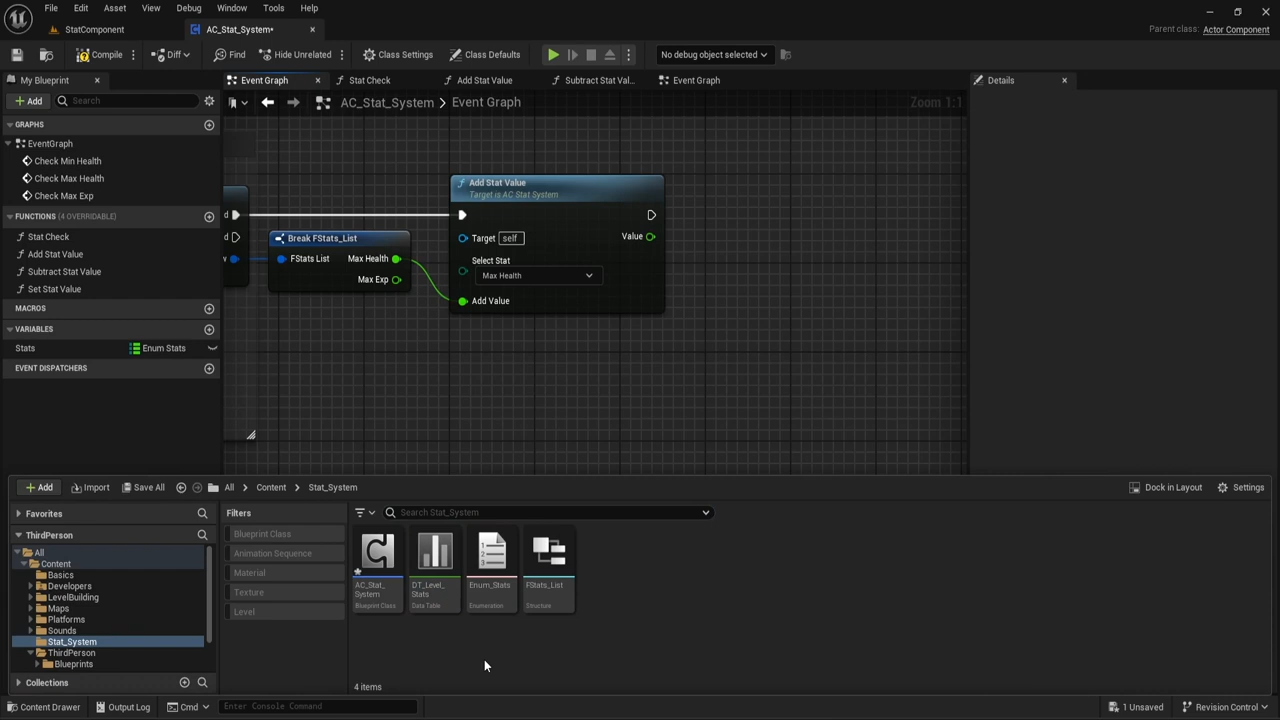 File Edit Asset View Debug Window Tools Help
StatComponent
AC_Stat_System•
Parent class: Actor Component
Compile
Diff
Find
Hide Unrelated
Class Settings
Class Defaults
No debug object selected
My Blueprint
Event Graph
Stat Check
Add Stat Value
Subtract Stat Val...
Event Graph
Details
Add
Search
AC_Stat_System > Event Graph
Zoom 1:1
GRAPHS
EventGraph
Check Min Health
Check Max Health
Check Max Exp
FUNCTIONS (4 OVERRIDABLE)
Stat Check
Add Stat Value
Subtract Stat Value
Set Stat Value
MACROS
VARIABLES
Stats
Enum Stats
EVENT DISPATCHERS
d
d
w
Break FStats_List
FStats List
Max Health
Max Exp
Add Stat Value
Target is AC Stat System
Target self
Value
Select Stat
Max Health
Add Value
Add
Import
Save All
All > Content > Stat_System
Dock in Layout
Settings
Favorites
ThirdPerson
All
Content
Basics
Developers
LevelBuilding
Maps
Platforms
Sounds
Stat_System
ThirdPerson
Blueprints
Collections
Filters
Blueprint Class
Animation Sequence
Material
Texture
Level
Search Stat_System
AC_Stat_
System
Blueprint Class
DT_Level_
Stats
Data Table
Enum_Stats
Enumeration
FStats_List
Structure
4 items
Content Drawer
Output Log
Cmd
Enter Console Command
1 Unsaved
Revision Control